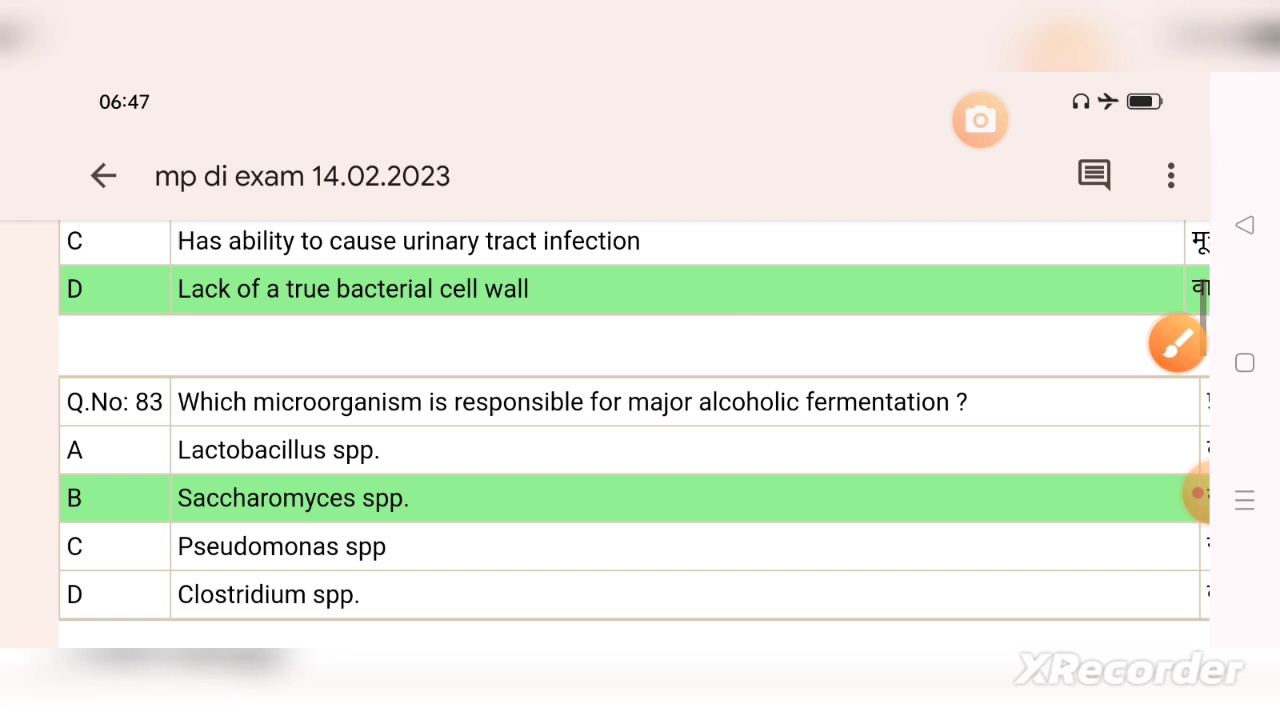 06:47
mp di exam 14.02.2023
C Has ability to cause urinary tract infection
D Lack of a true bacterial cell wall
Q.No: 83 Which microorganism is responsible for major alcoholic fermentation ?
A Lactobacillus spp.
B Saccharomyces spp.
C Pseudomonas spp
D Clostridium spp.
XRecorder